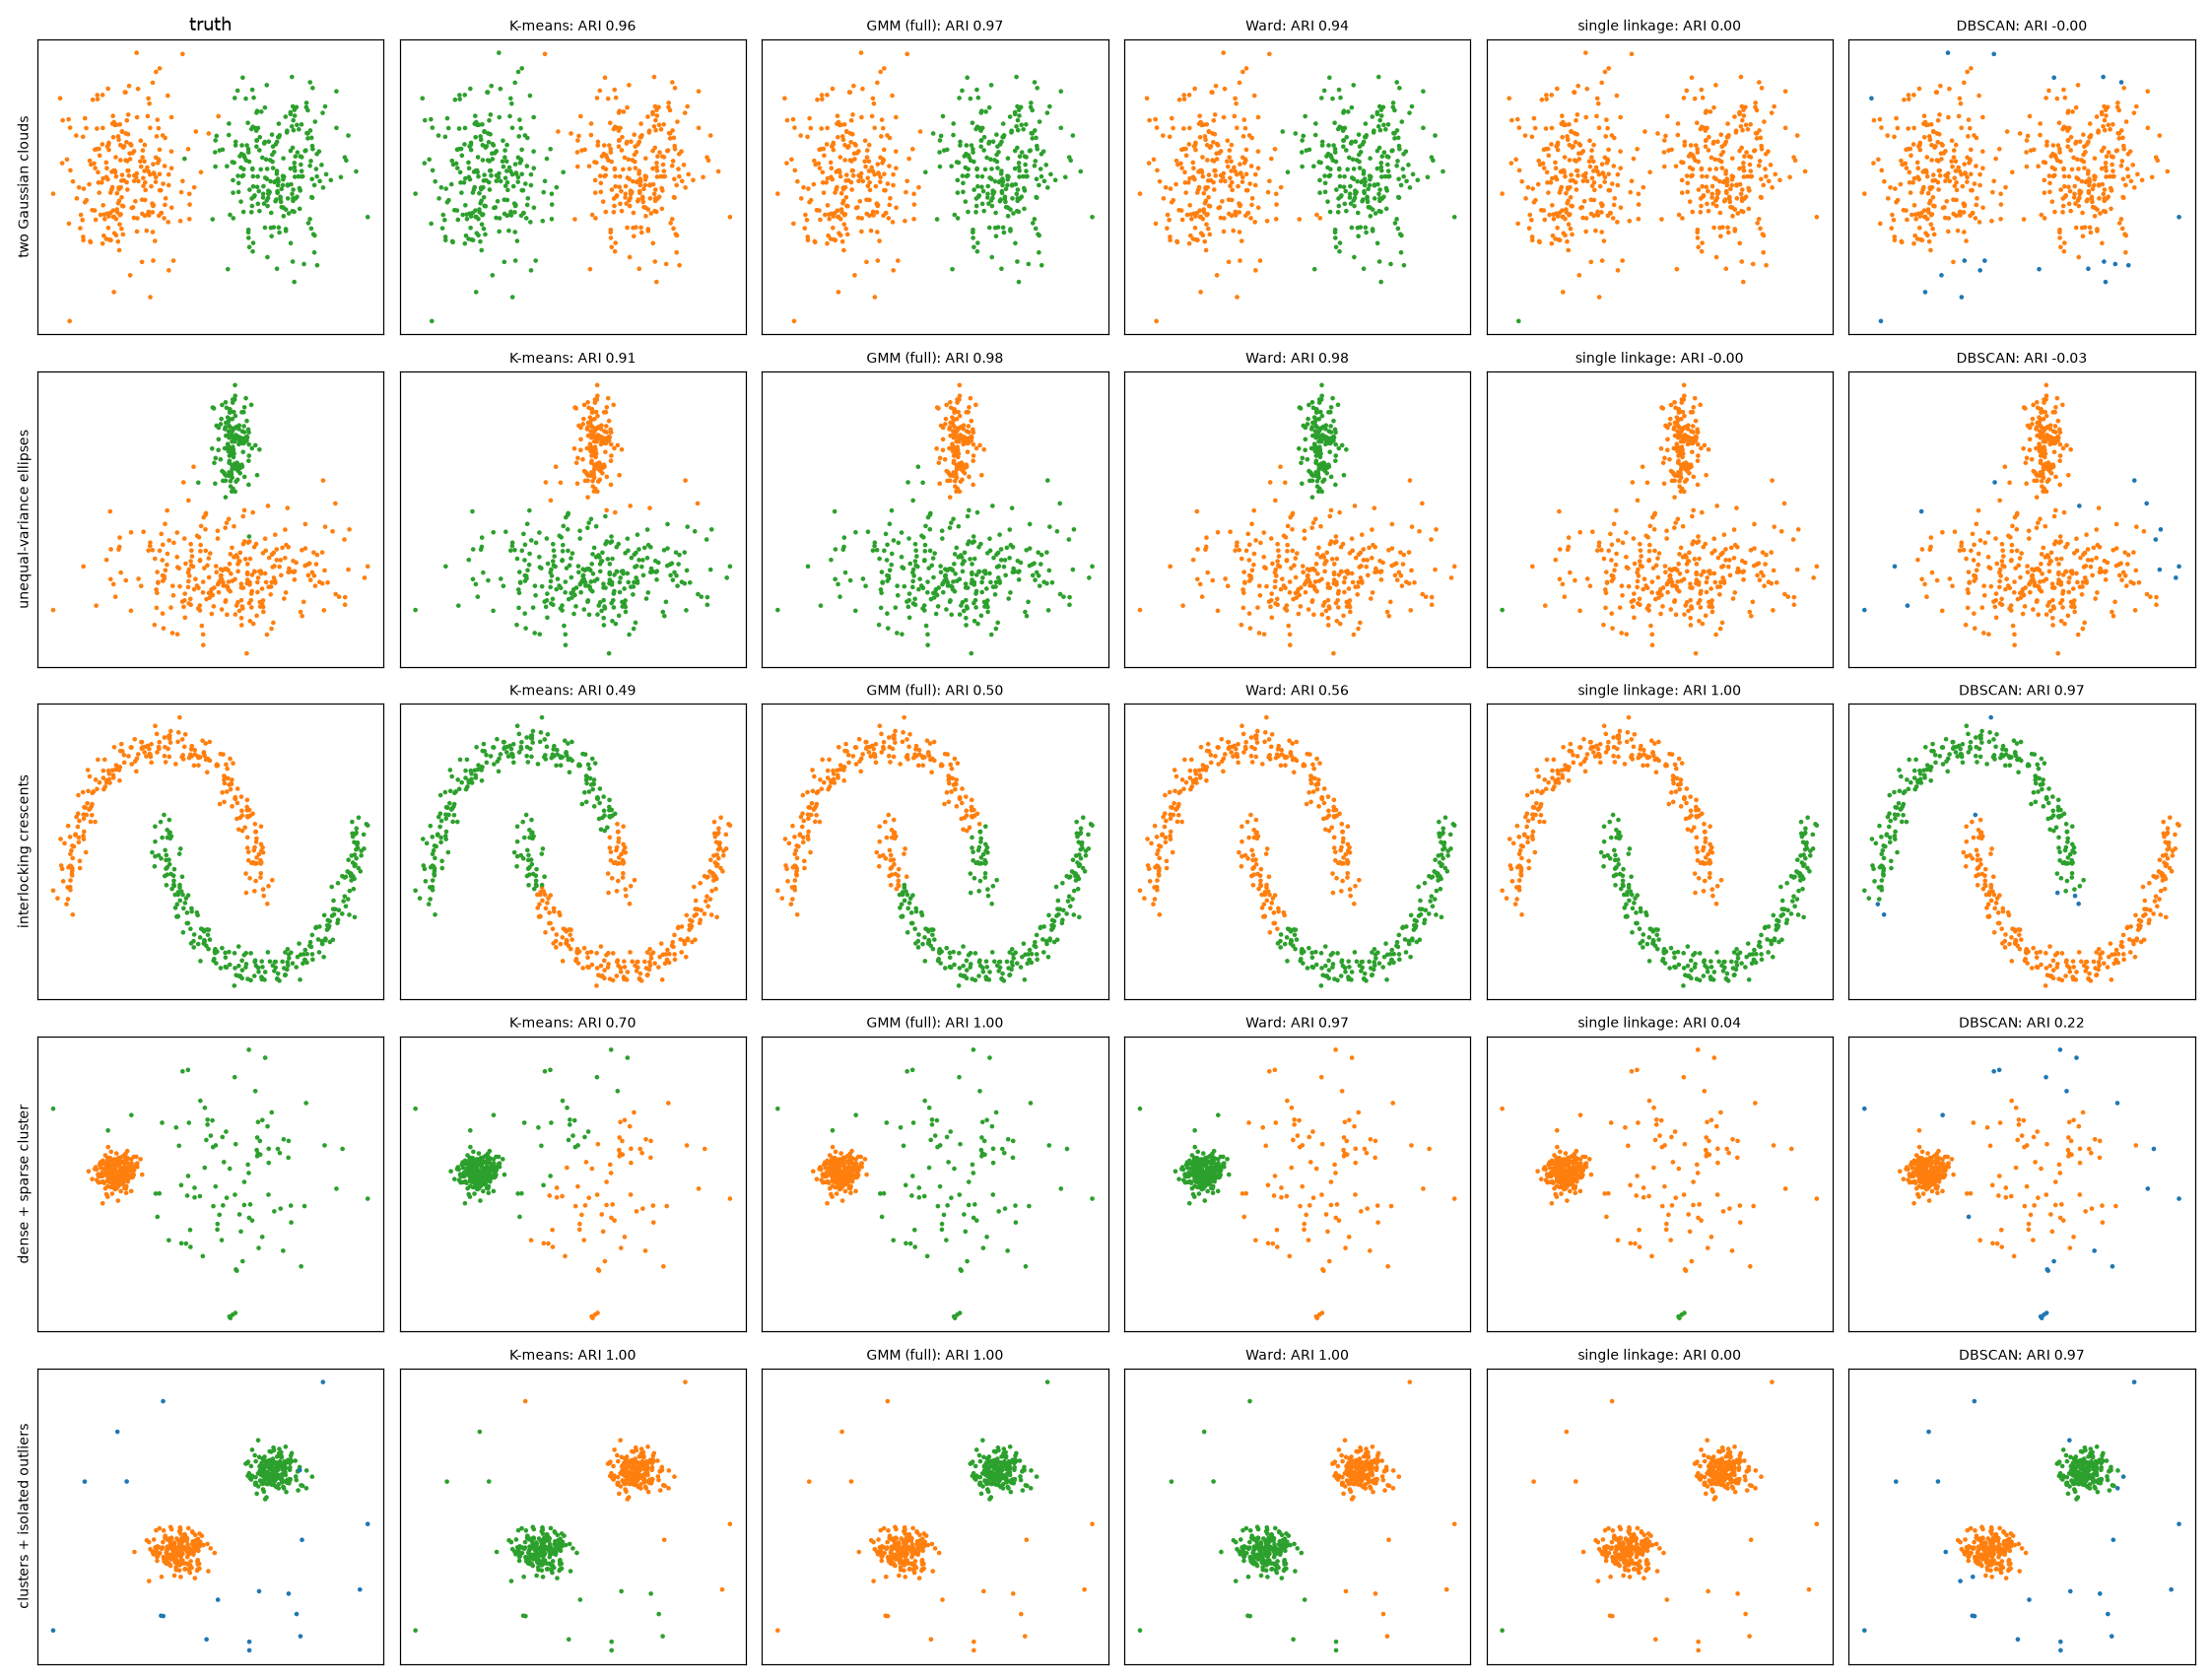 truth
K-means: ARI 0.96
GMM (full): ARI 0.97
Ward: ARI 0.94
single linkage: ARI 0.00
DBSCAN: ARI -0.00
two Gaussian clouds
K-means: ARI 0.91
GMM (full): ARI 0.98
Ward: ARI 0.98
single linkage: ARI -0.00
DBSCAN: ARI -0.03
unequal-variance ellipses
K-means: ARI 0.49
GMM (full): ARI 0.50
Ward: ARI 0.56
single linkage: ARI 1.00
DBSCAN: ARI 0.97
interlocking crescents
K-means: ARI 0.70
GMM (full): ARI 1.00
Ward: ARI 0.97
single linkage: ARI 0.04
DBSCAN: ARI 0.22
dense + sparse cluster
K-means: ARI 1.00
GMM (full): ARI 1.00
Ward: ARI 1.00
single linkage: ARI 0.00
DBSCAN: ARI 0.97
clusters + isolated outliers